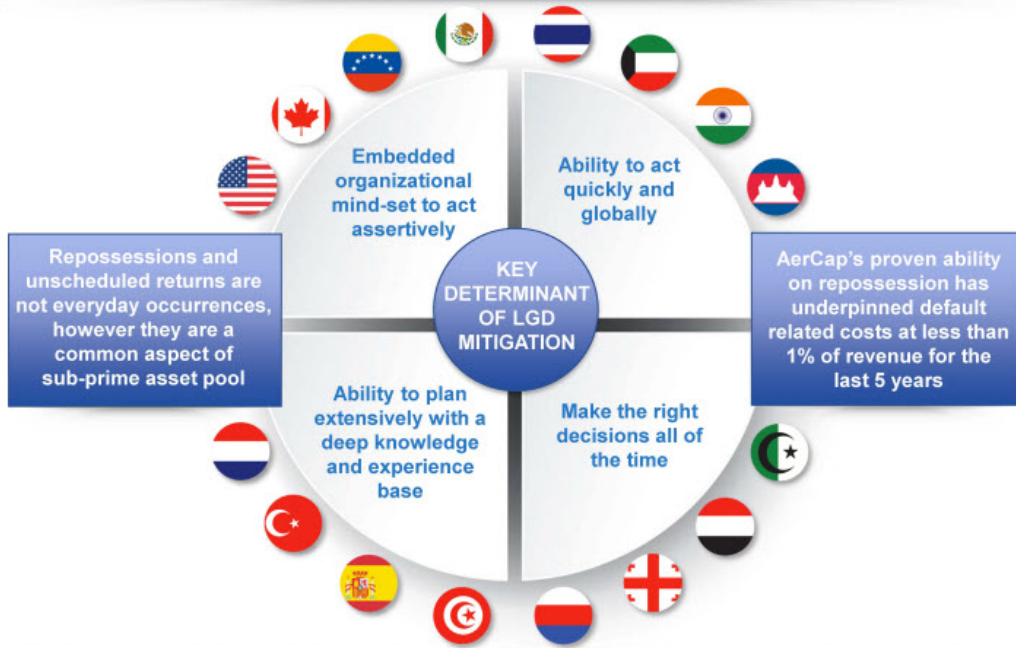 Embedded
organizational
mind-set to act
assertively
Ability to act
quickly and
globally
Repossessions and
unscheduled returns are
not everyday occurrences,
however they are a
common aspect of
sub-prime asset pool
KEY
DETERMINANT
OF LGD
MITIGATION
AerCap's proven ability
on repossession has
underpinned default
related costs at less than
1% of revenue for the
last 5 years
Ability to plan
extensively with a
deep knowledge
and experience
base
Make the right
decisions all of
the time